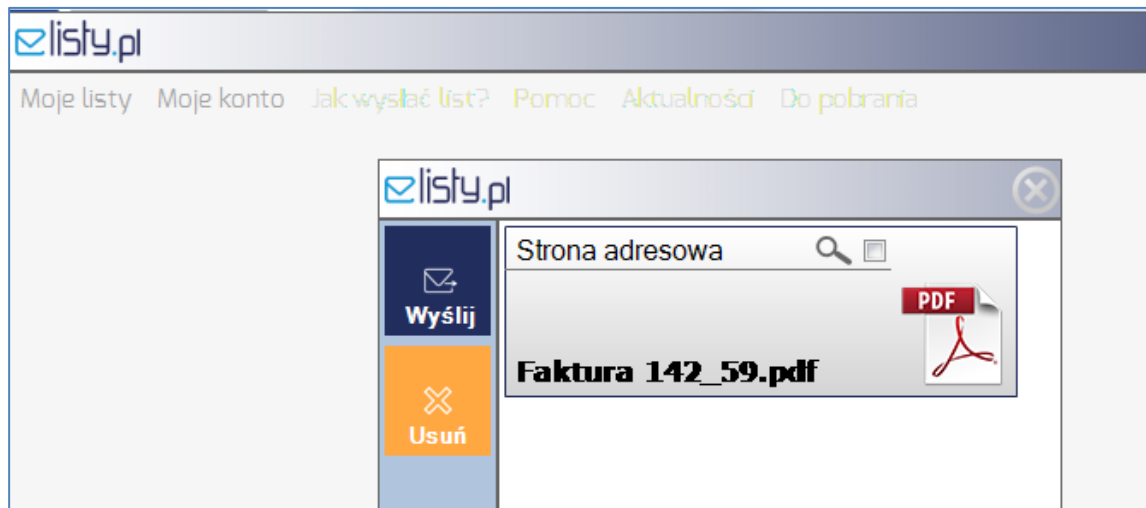 listy.pl
Moje listy Moje konto Jak wysłać list? Pomoc Aktualności Do pobrania
listy.pl
Strona adresowa
PDF
Wyślij
Faktura 142_59.pdf
Usuń